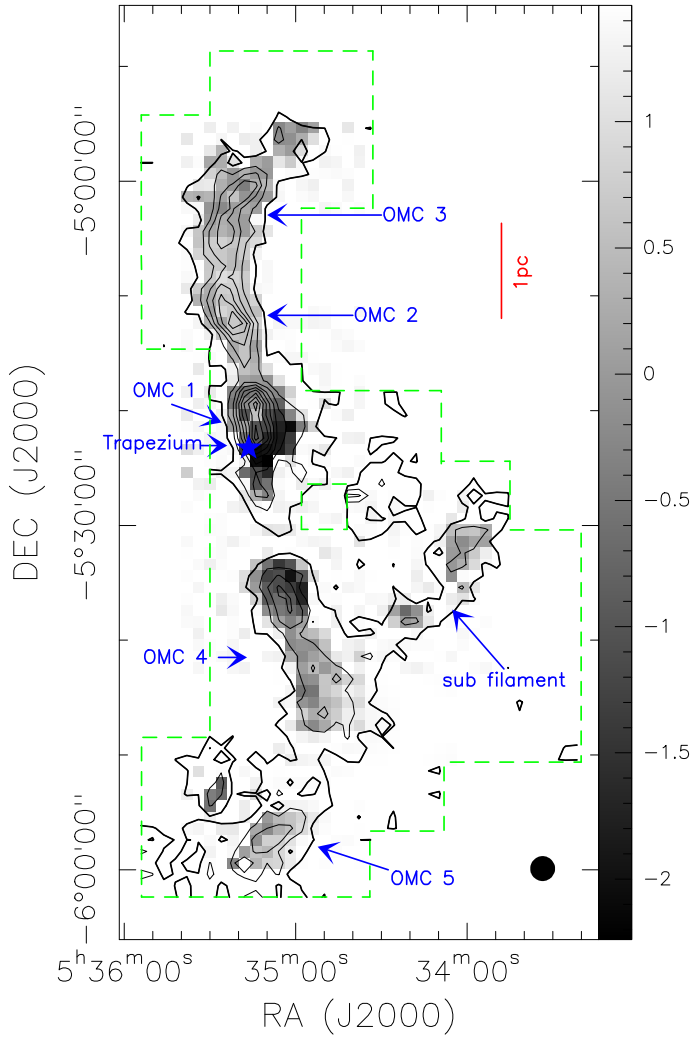 1
−5°00'00''
OMC 3
0.5
1pc
OMC 2
0
OMC 1
Trapezium
−0.5
−5°30'00''
DEC (J2000)
−1
OMC 4
sub filament
−1.5
−6°00'00''
OMC 5
−2
5h36m00s
35m00s
34m00s
RA (J2000)